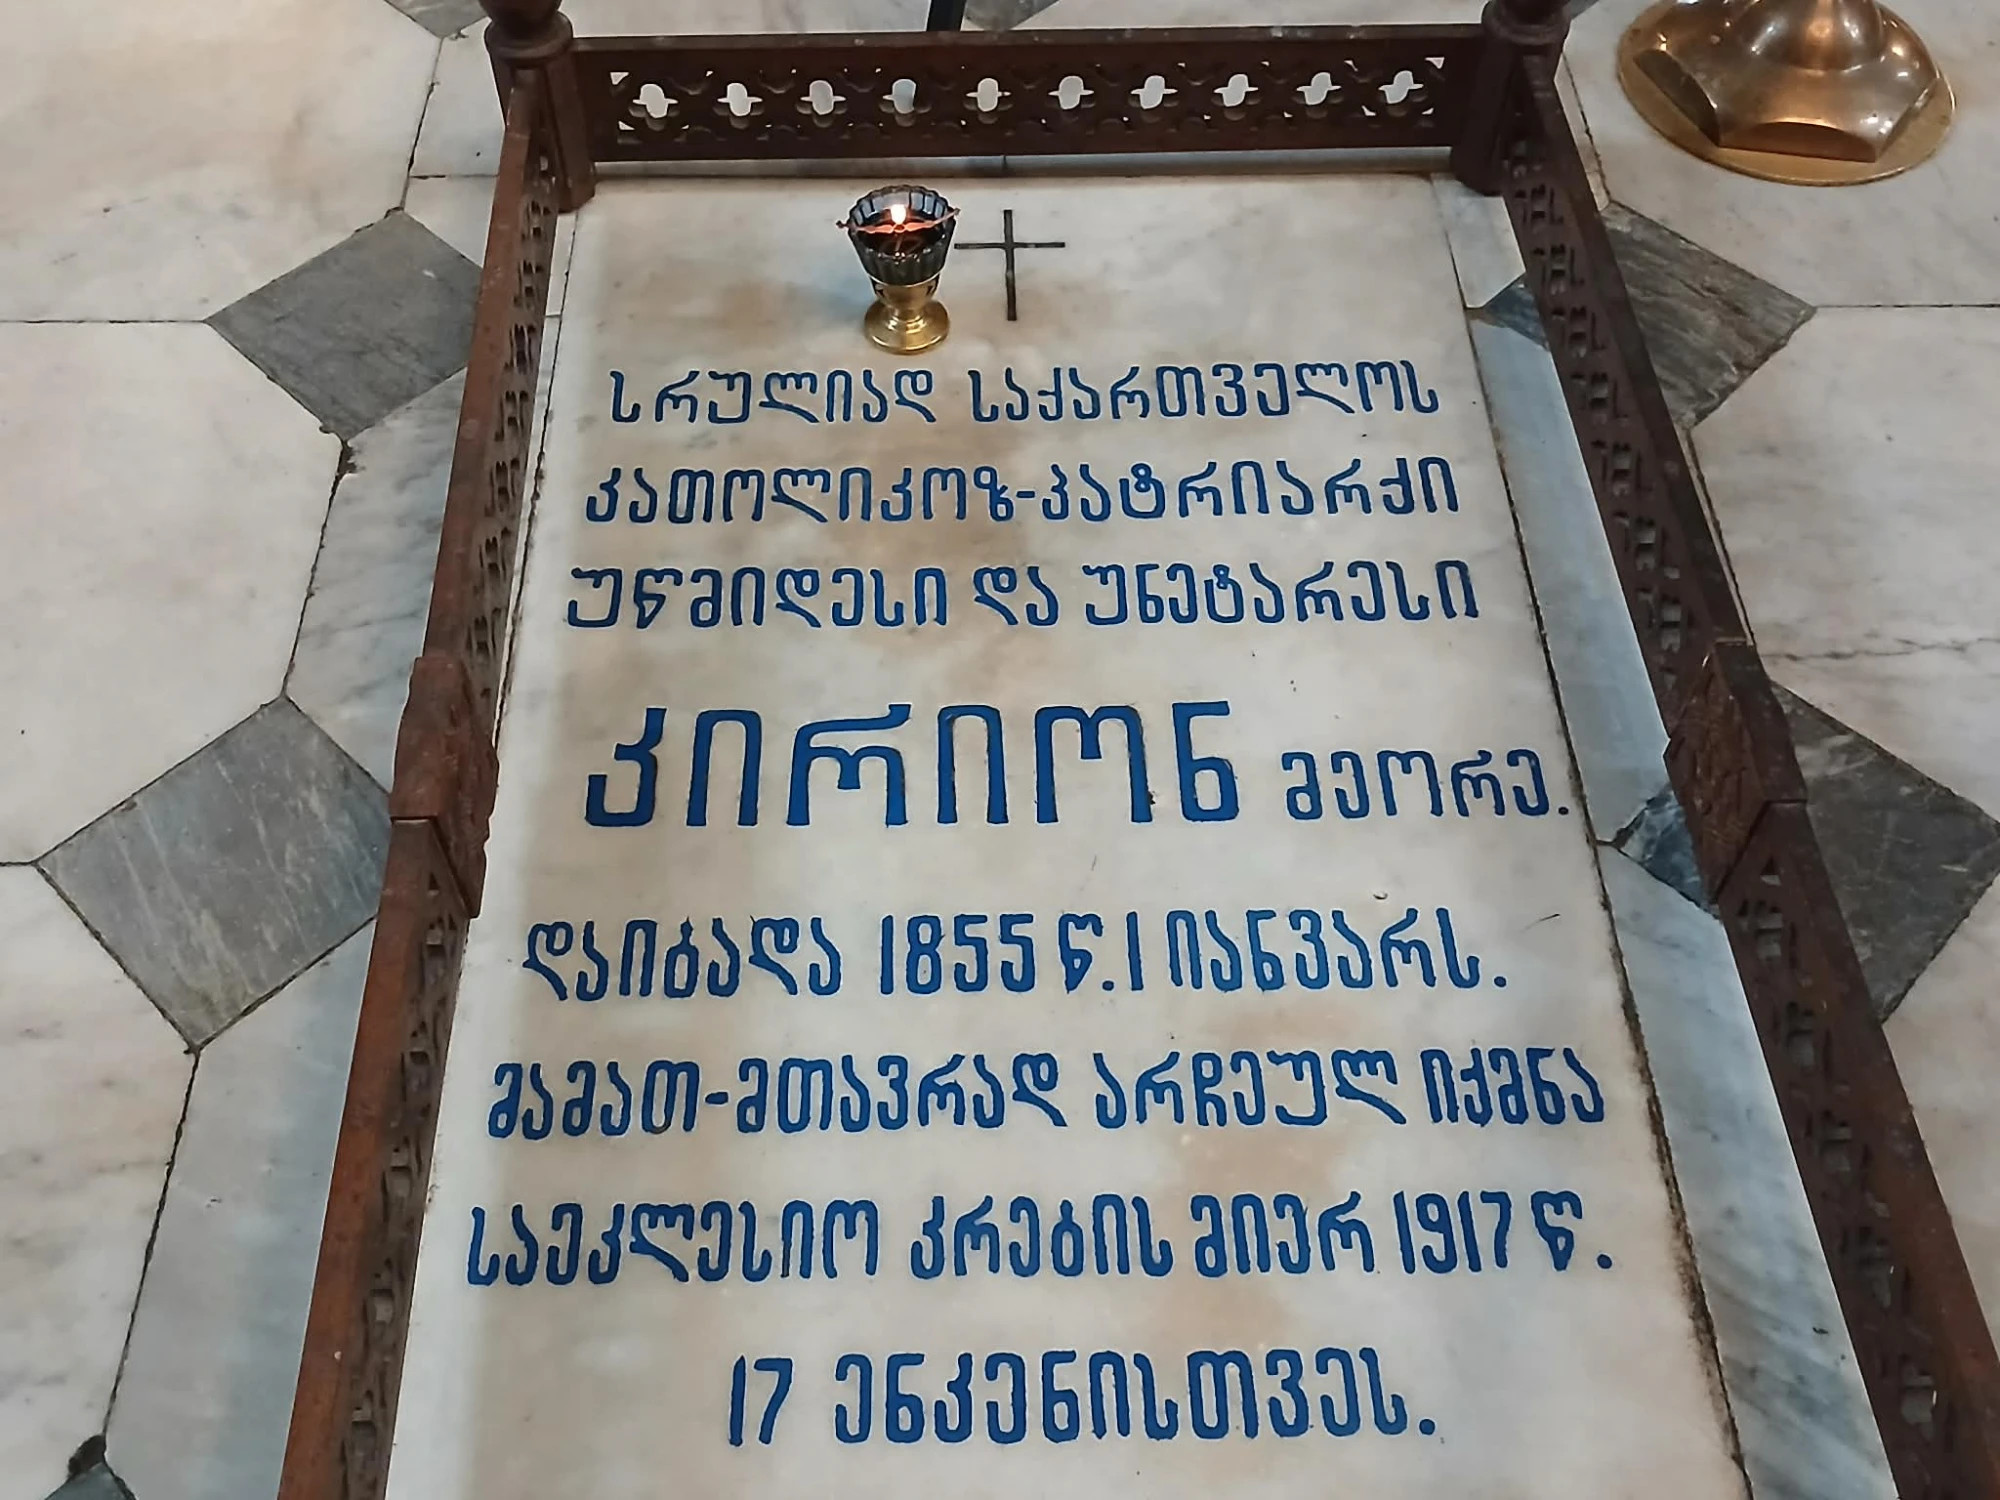 სრულიად საქართველოს
კათოლიკოზ-პატრიარქი
უწმიდესი და უნეტარესი
კირიონ მეორე.
დაიბადა 1855 წ. 1 იანვარს.
მამათ-მთავრად არჩეულ იქმნა
საეკლესიო კრების მიერ 1917 წ.
17 ენკენისთვეს.